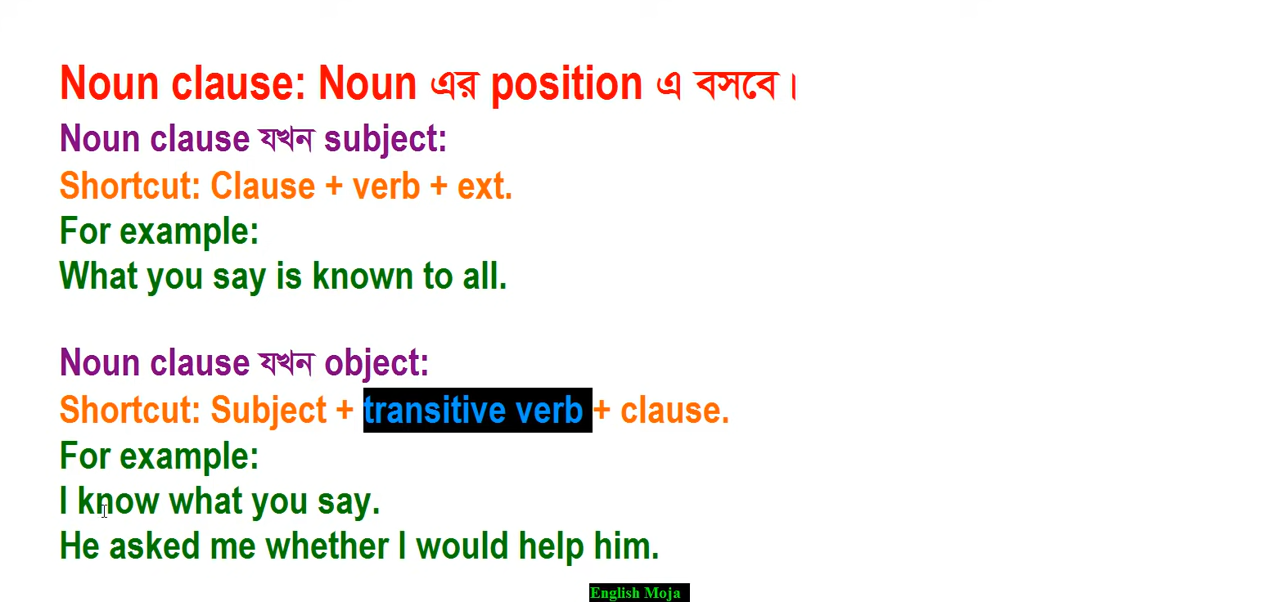 Noun clause: Noun এর position এ বসবে।
Noun clause যখন subject:
Shortcut: Clause + verb + ext.
For example:
What you say is known to all.
Noun clause যখন object:
Shortcut: Subject + transitive verb + clause.
For example:
I know what you say.
He asked me whether I would help him.
English Moja